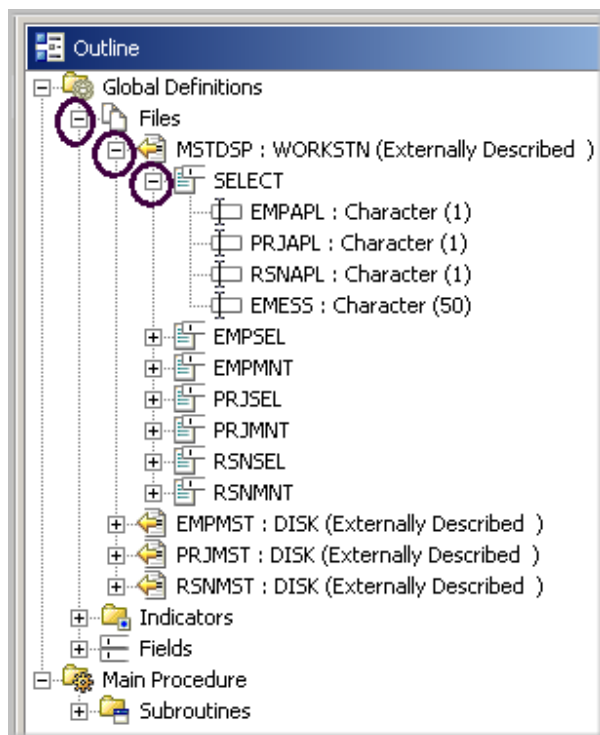 Outline
Global Definitions
Files
MSTDSP : WORKSTN (Externally Described  )
SELECT
EMPAPL : Character (1)
PRJAPL : Character (1)
RSNAPL : Character (1)
EMESS : Character (50)
EMPSEL
EMPMNT
PRJSEL
PRJMNT
RSNSEL
RSNMNT
EMPMST : DISK (Externally Described  )
PRJMST : DISK (Externally Described  )
RSNMST : DISK (Externally Described  )
Indicators
Fields
Main Procedure
Subroutines